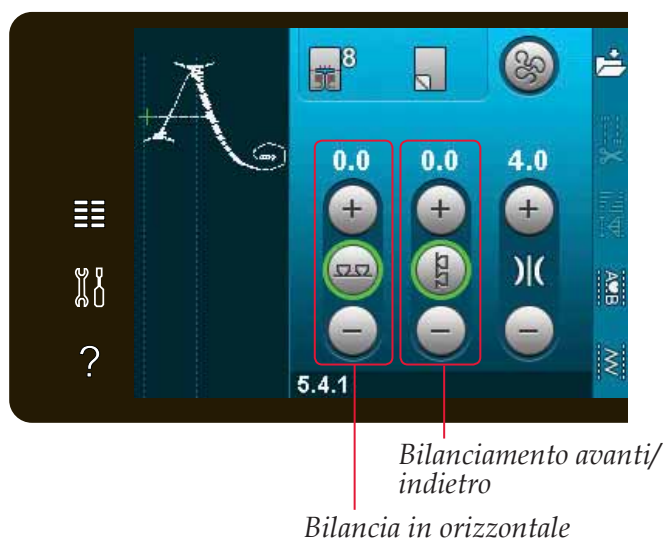 8
0.0 0.0 4.0
?
A♥B
5.4.1
Bilanciamento avanti/
indietro
Bilancia in orizzontale